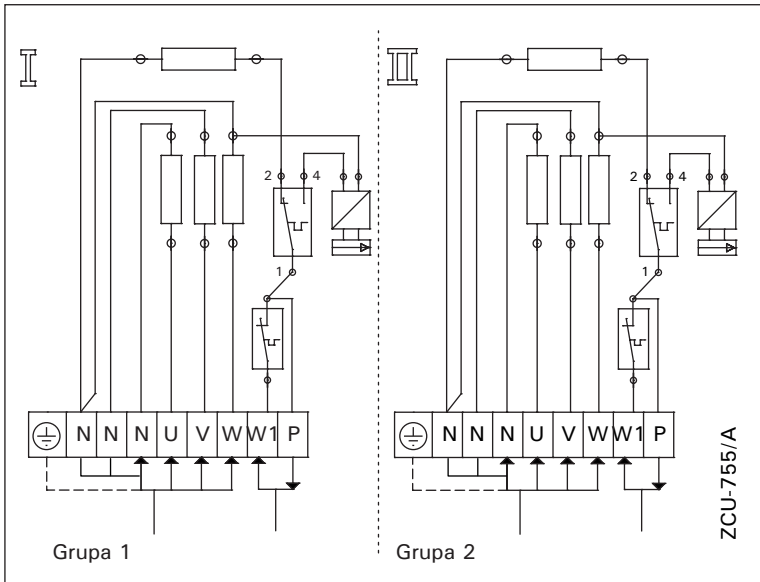 I
II
2 4
2 4
1
1
N N N U V W W1 P
N N N U V W W1 P
ZCU-755/A
Grupa 1
Grupa 2